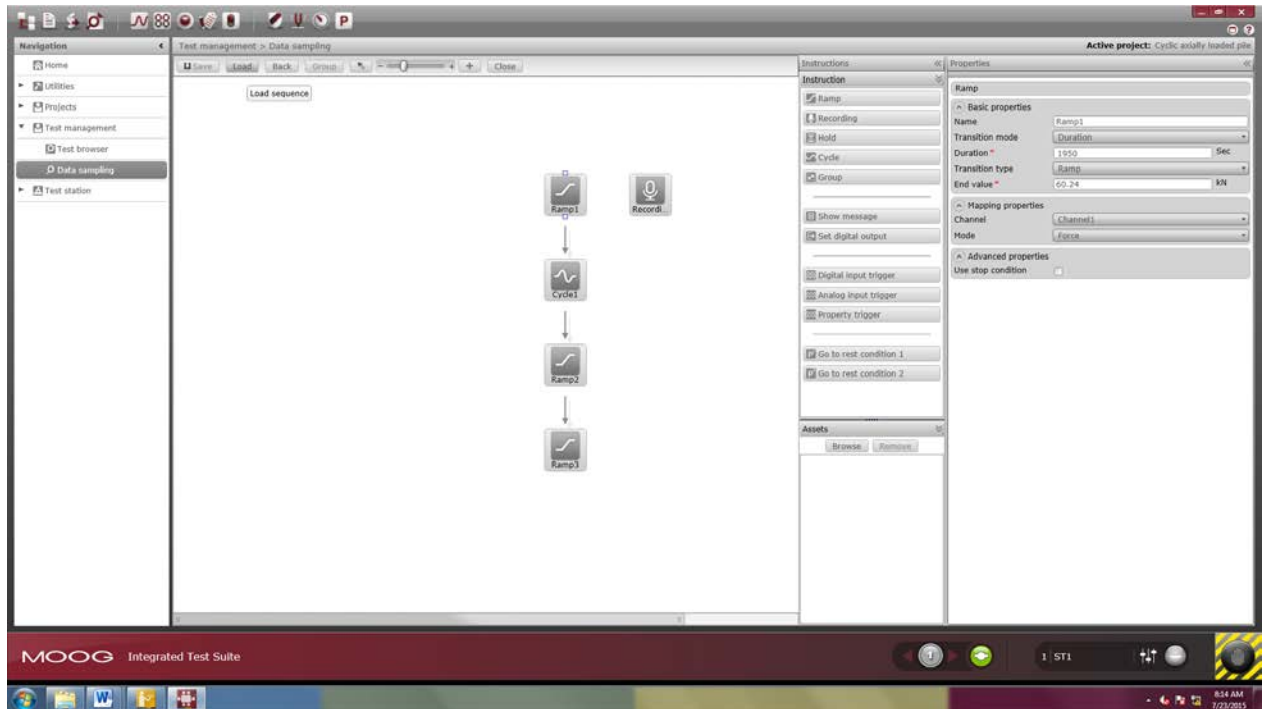 P
Navigation
Test management > Data sampling
Active project: Cyclic axially loaded pile
Home
Utilities
Projects
Test management
Test browser
Data sampling
Test station
Save
Load
Back
Group
Close
Load sequence
Ramp1
Recordi...
Cycle1
Ramp2
Ramp3
Instructions
Instruction
Ramp
Recording
Hold
Cycle
Group
Show message
Set digital output
Digital input trigger
Analog input trigger
Property trigger
Go to rest condition 1
Go to rest condition 2
Assets
Browse
Remove
Properties
Ramp
Basic properties
Name Ramp1
Transition mode Duration
Duration * 1950 Sec
Transition type Ramp
End value * 60.24 kN
Mapping properties
Channel Channel1
Mode Force
Advanced properties
Use stop condition
MOOG Integrated Test Suite
1
1 ST1
W
8:14 AM
7/23/2015